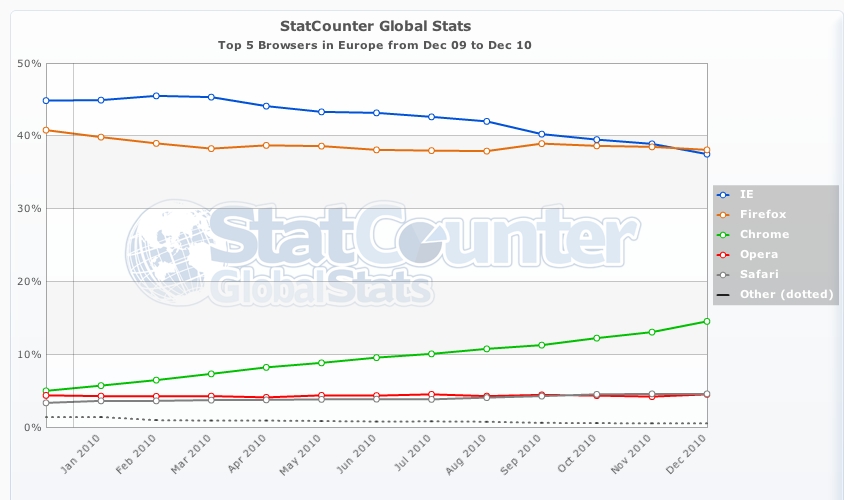 StatCounter Global Stats
Top 5 Browsers in Europe from Dec 09 to Dec 10
50%
40%
30%
20%
10%
0%
StatCounter
GlobalStats
IE
Firefox
Chrome
Opera
Safari
Other (dotted)
Jan 2010
Feb 2010
Mar 2010
Apr 2010
May 2010
Jun 2010
Jul 2010
Aug 2010
Sep 2010
Oct 2010
Nov 2010
Dec 2010